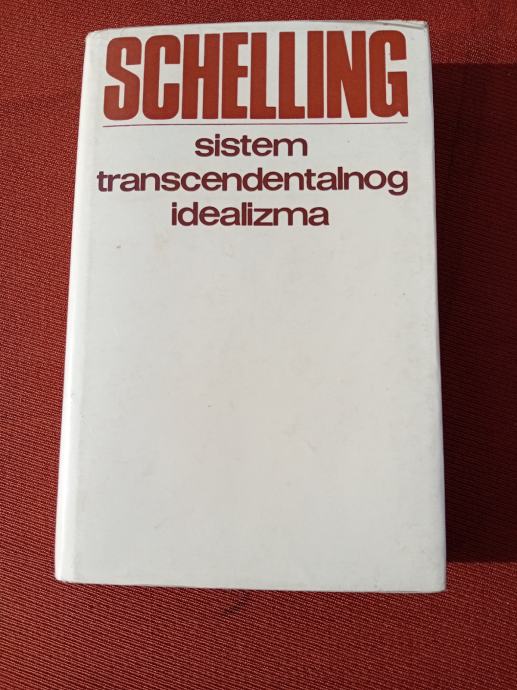 SCHELLING
sistem
transcendentalnog
idealizma